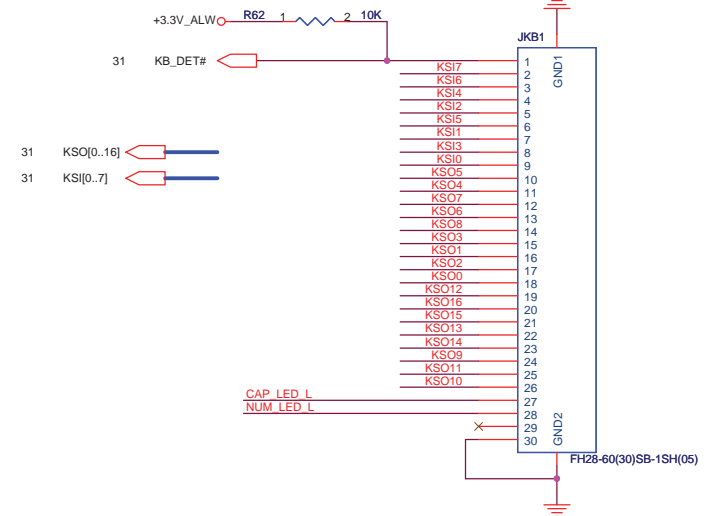 +3.3V_ALW R62 1 2 10K
JKB1
31 KB_DET# 1 GND1
KSI7 2
KSI6 3
KSI4 4
KSI2 5
KSI5 6
KSI1 7
31 KSO[0..16] KSI3 8
KSI0 9
31 KSI[0..7] KSO5 10
KSO4 11
KSO7 12
KSO6 13
KSO8 14
KSO3 15
KSO1 16
KSO2 17
KSO0 18
KSO12 19
KSO16 20
KSO15 21
KSO13 22
KSO14 23
KSO9 24
KSO11 25
KSO10 26
CAP_LED_L 27
NUM_LED_L 28
29 GND2
30
FH28-60(30)SB-1SH(05)